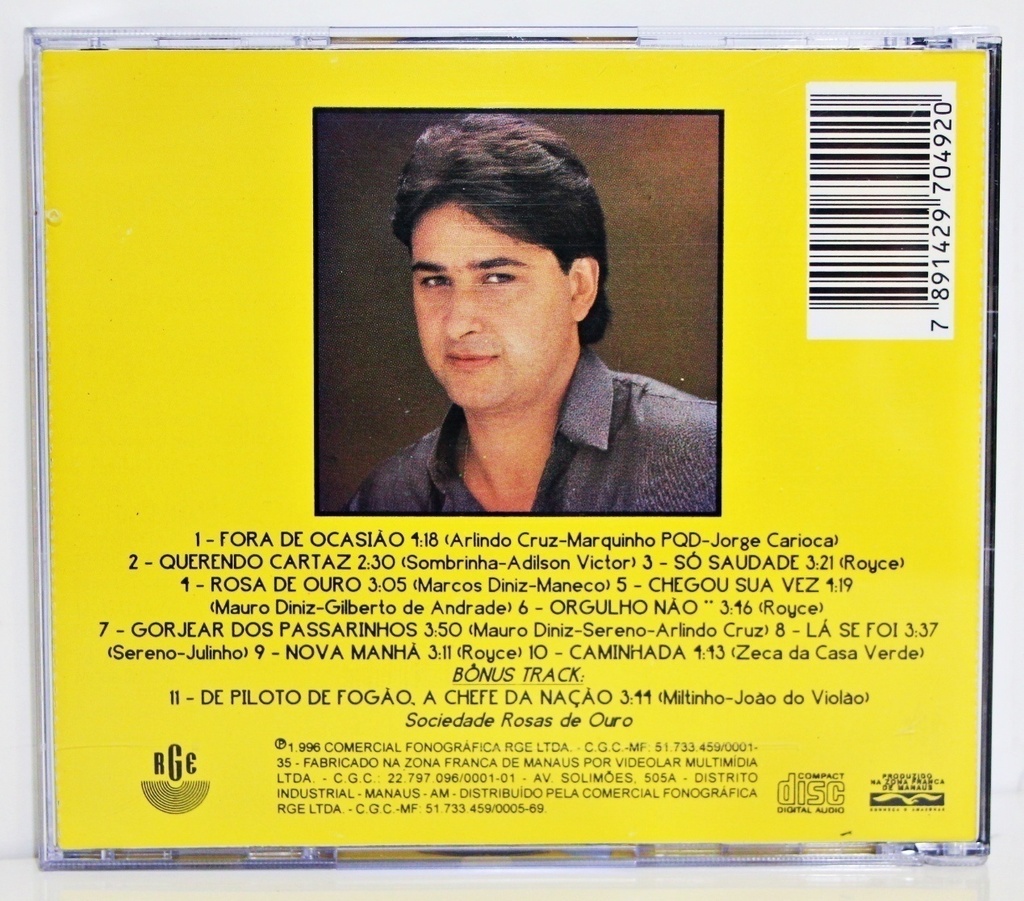 7 891429 704920
1 - FORA DE OCASIÃO 4:18 (Arlindo Cruz-Marquinho PQD-Jorge Carioca)
2 - QUERENDO CARTAZ 2:30 (Sombrinha-Adilson Victor) 3 - SÓ SAUDADE 3:21 (Royce)
4 - ROSA DE OURO 3:05 (Marcos Diniz-Maneco) 5 - CHEGOU SUA VEZ 4:19
(Mauro Diniz-Gilberto de Andrade) 6 - ORGULHO NÃO ¨ 3:46 (Royce)
7 - GORJEAR DOS PASSARINHOS 3:50 (Mauro Diniz-Sereno-Arlindo Cruz) 8 - LÁ SE FOI 3:37
(Sereno-Julinho) 9 - NOVA MANHÃ 3:11 (Royce) 10 - CAMINHADA 4:43 (Zeca da Casa Verde)
BÔNUS TRACK:
11 - DE PILOTO DE FOGÃO, A CHEFE DA NAÇÃO 3:44 (Miltinho-João do Violão)
Sociedade Rosas de Ouro
RGE
℗1.996 COMERCIAL FONOGRÁFICA RGE LTDA. - C.G.C.-MF: 51.733.459/0001-
35 - FABRICADO NA ZONA FRANCA DE MANAUS POR VIDEOLAR MULTIMÍDIA
LTDA. - C.G.C.: 22.797.096/0001-01 - AV. SOLIMÕES, 505A - DISTRITO
INDUSTRIAL - MANAUS - AM - DISTRIBUÍDO PELA COMERCIAL FONOGRÁFICA
RGE LTDA. - C.G.C-MF: 51.733.459/0005-69.
COMPACT
disc
DIGITAL AUDIO
PRODUZIDO
NA ZONA FRANCA
DE MANAUS
CONHEÇA O AMAZONAS